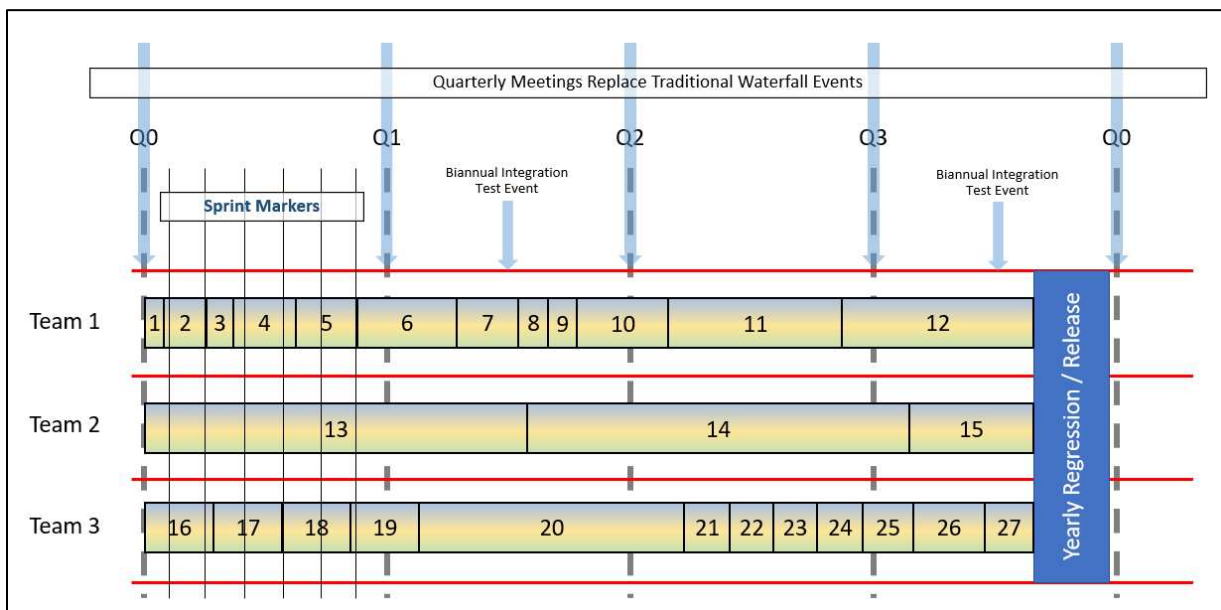 Quarterly Meetings Replace Traditional Waterfall Events
Q0
Q1
Q2
Q3
Q0
Biannual Integration
Test Event
Biannual Integration
Test Event
Sprint Markers
Team 1
1
2
3
4
5
6
7
8
9
10
11
12
Team 2
13
14
15
Team 3
16
17
18
19
20
21
22
23
24
25
26
27
Yearly Regression / Release